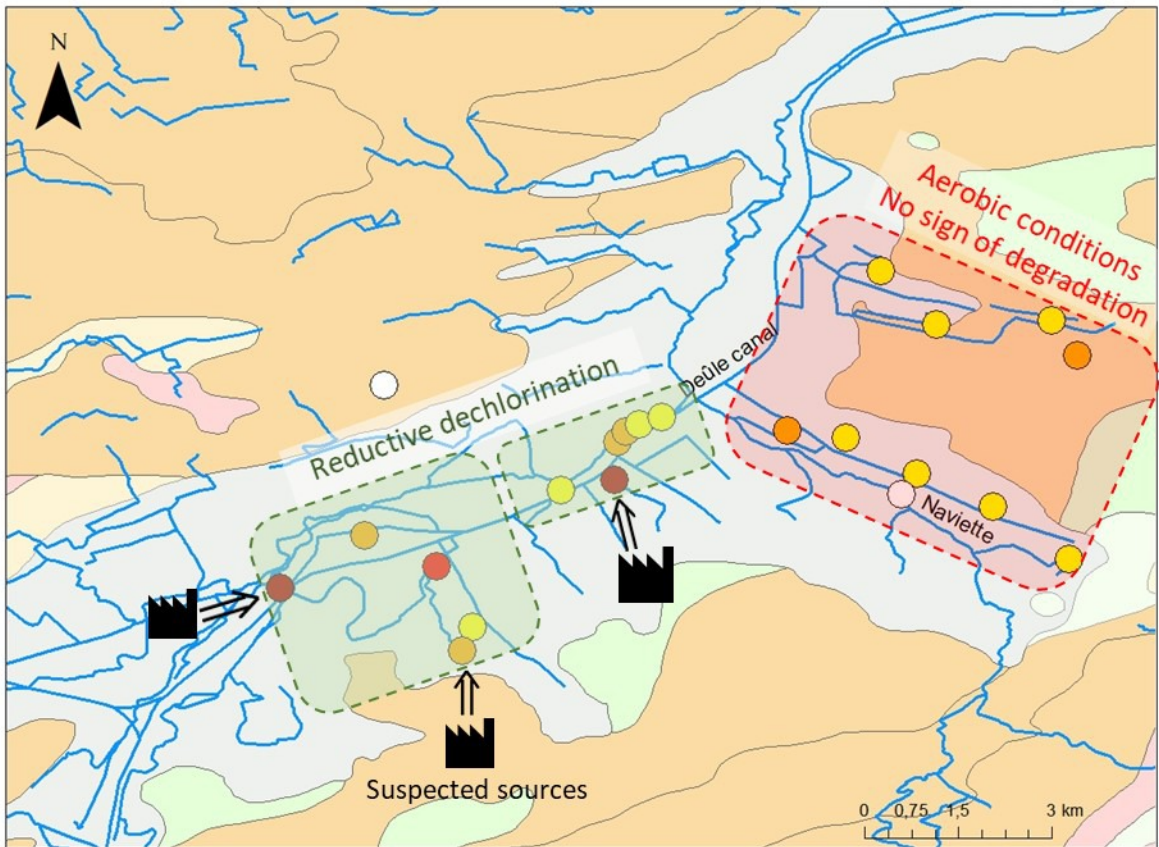 N
Aerobic conditions
No sign of degradation
Deûle canal
Reductive dechlorination
Naviette
Suspected sources
0 0,75 1,5 3 km